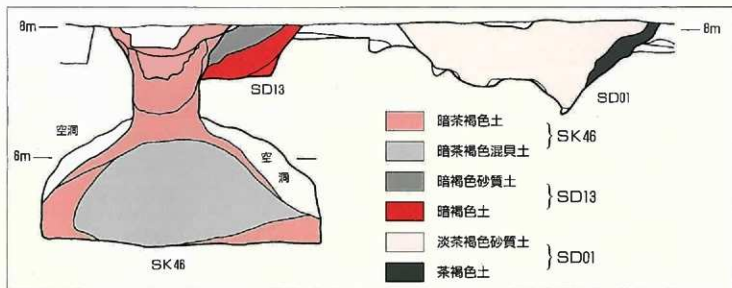 8m
8m
SD13
SD01
空洞
空洞
6m
SK46
暗茶褐色土
暗茶褐色混貝土
SK46
暗褐色砂質土
暗褐色土
SD13
淡茶褐色砂質土
茶褐色土
SD01